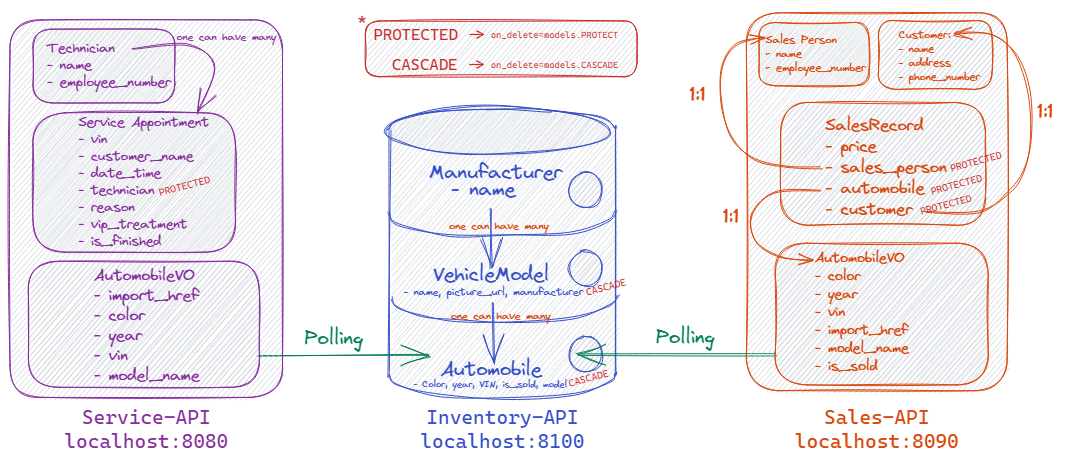 Technician
- name
- employee_number
one can have many
Service Appointment
- vin
- customer_name
- date_time
- technician PROTECTED
- reason
- vip_treatment
- is_finished
AutomobileVO
- import_href
- color
- year
- vin
- model_name
Service-API
localhost:8080
*
PROTECTED → on_delete=models.PROTECT
CASCADE → on_delete=models.CASCADE
Manufacturer
- name
one can have many
VehicleModel
- name, picture_url, manufacturer CASCADE
one can have many
Automobile
- Color, year, VIN, is_sold, model CASCADE
Polling
Polling
Inventory-API
localhost:8100
Sales Person
- name
- employee_number
Customer:
- name
- address
- phone_number
1:1
1:1
SalesRecord
- price
- sales_person PROTECTED
- automobile PROTECTED
- customer PROTECTED
1:1
AutomobileVO
- color
- year
- vin
- import_href
- model_name
- is_sold
Sales-API
localhost:8090